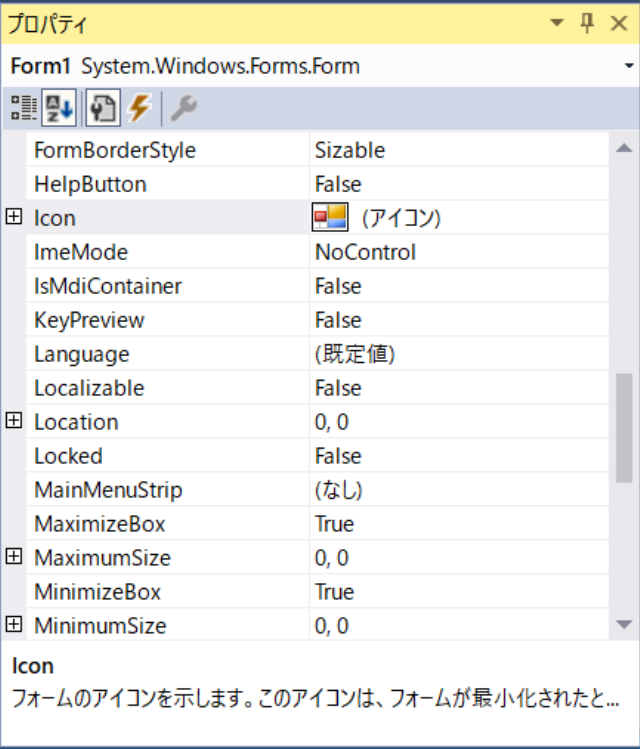 プロパティ
Form1 System.Windows.Forms.Form
FormBorderStyle Sizable
HelpButton False
Icon (アイコン)
ImeMode NoControl
IsMdiContainer False
KeyPreview False
Language (既定値)
Localizable False
Location 0, 0
Locked False
MainMenuStrip (なし)
MaximizeBox True
MaximumSize 0, 0
MinimizeBox True
MinimumSize 0, 0
Icon
フォームのアイコンを示します。このアイコンは、フォームが最小化されたと...